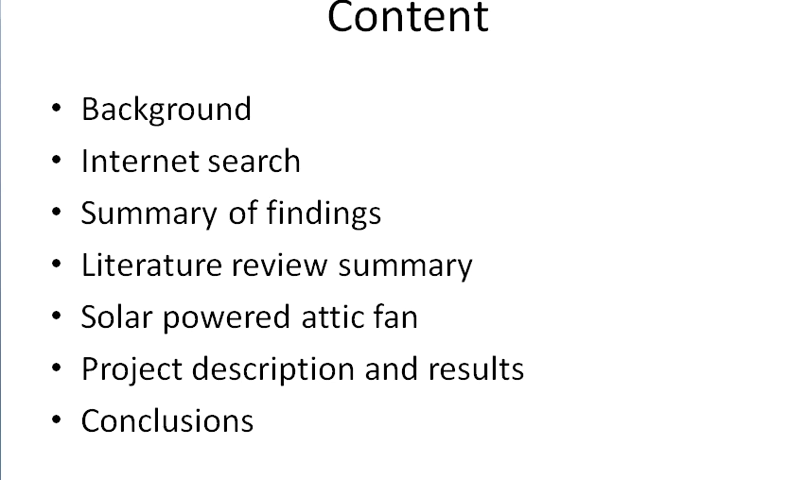 Content
• Background
• Internet search
• Summary of findings
• Literature review summary
• Solar powered attic fan
• Project description and results
• Conclusions